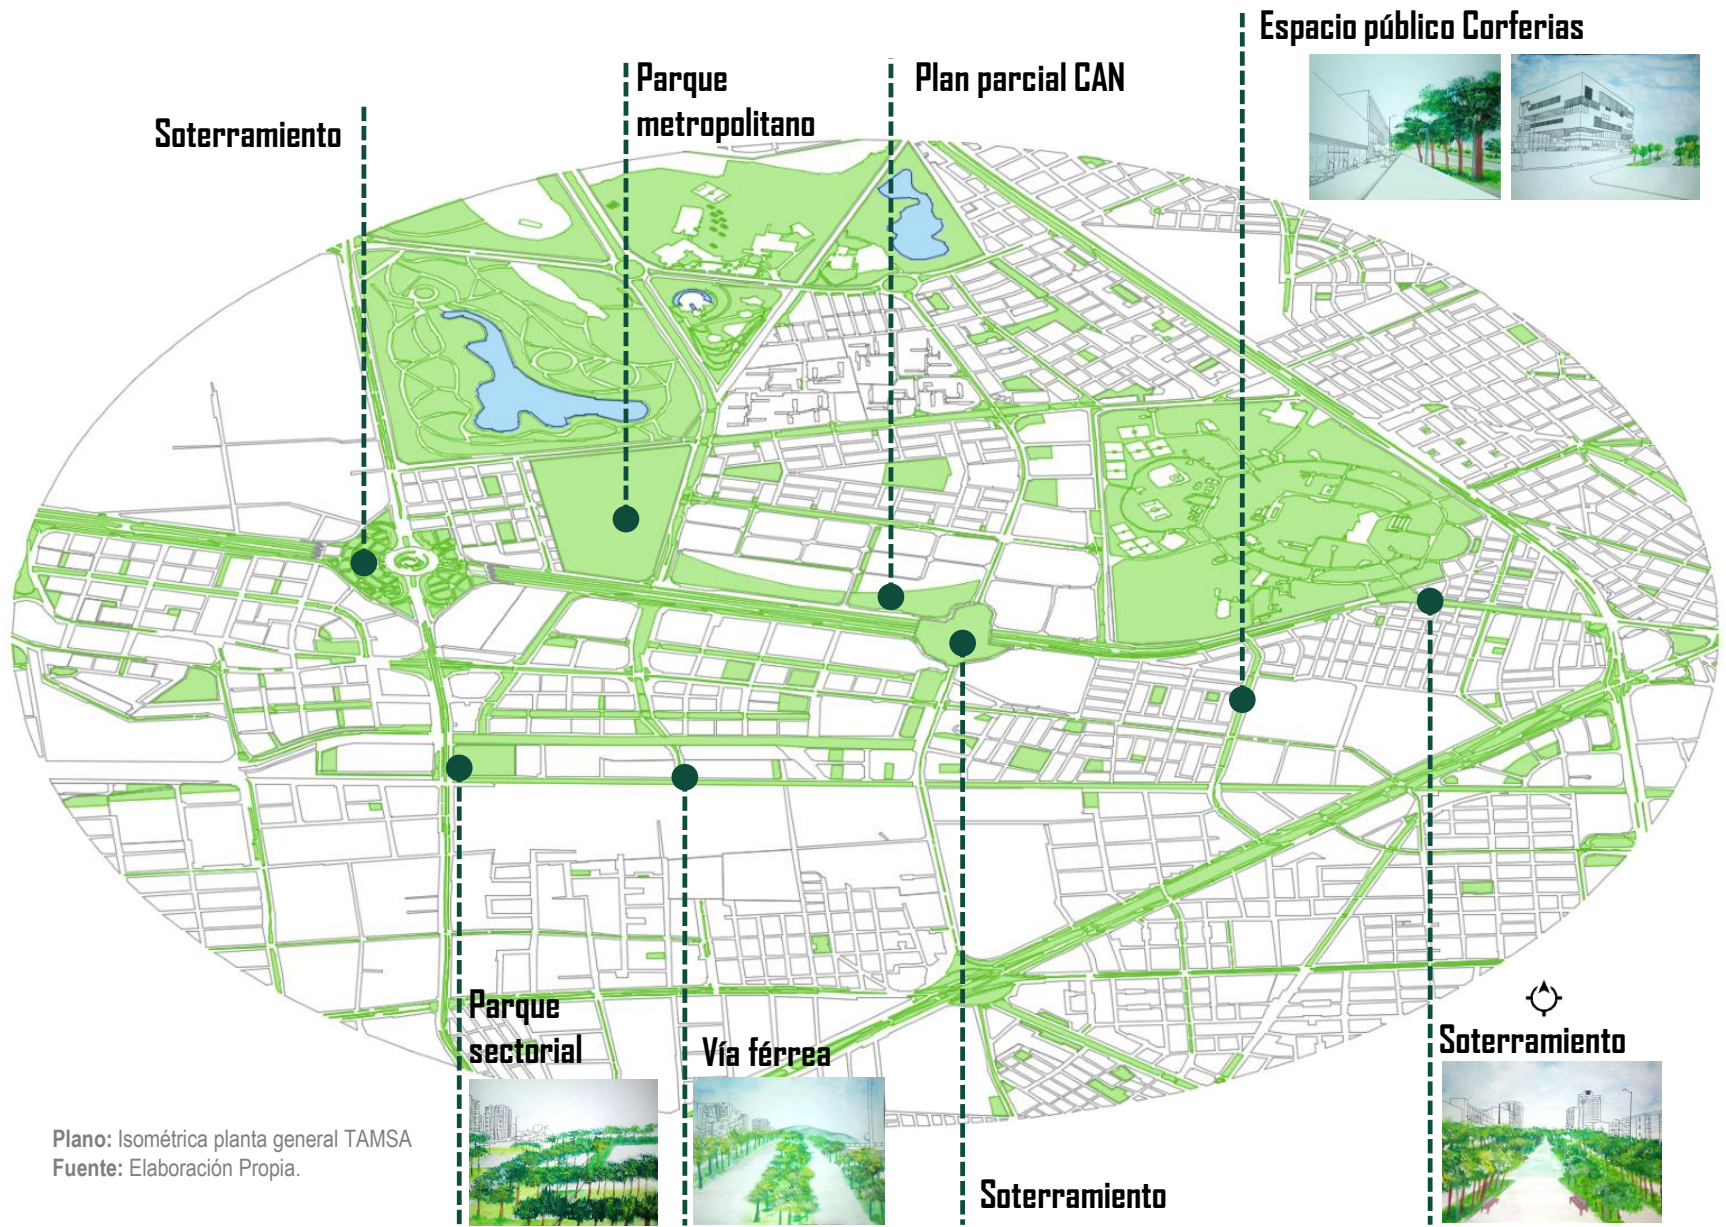 Espacio público Corferias
Parque
metropolitano
Plan parcial CAN
Soterramiento
Parque
sectorial
Vía férrea
Soterramiento
Soterramiento
Plano: Isométrica planta general TAMSA
Fuente: Elaboración Propia.